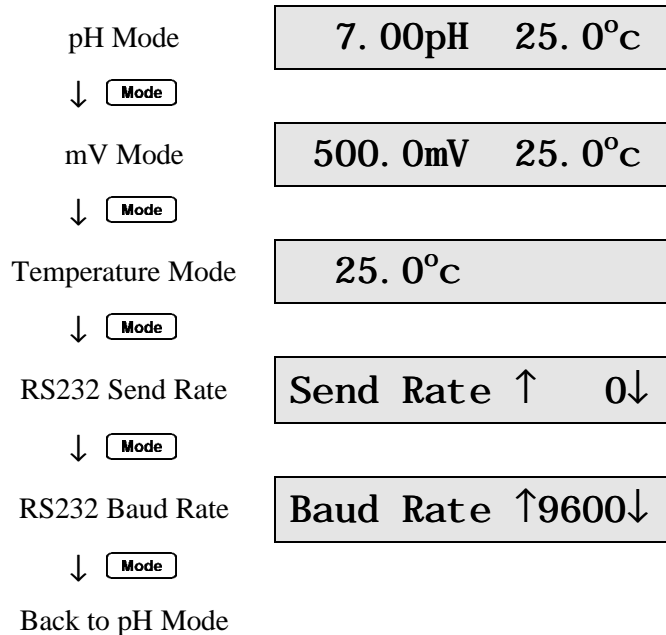 pH Mode 7. 00pH 25. 0°c
↓ Mode
mV Mode 500. 0mV 25. 0°c
↓ Mode
Temperature Mode 25. 0°c
↓ Mode
RS232 Send Rate Send Rate ↑ 0↓
↓ Mode
RS232 Baud Rate Baud Rate ↑9600↓
↓ Mode
Back to pH Mode